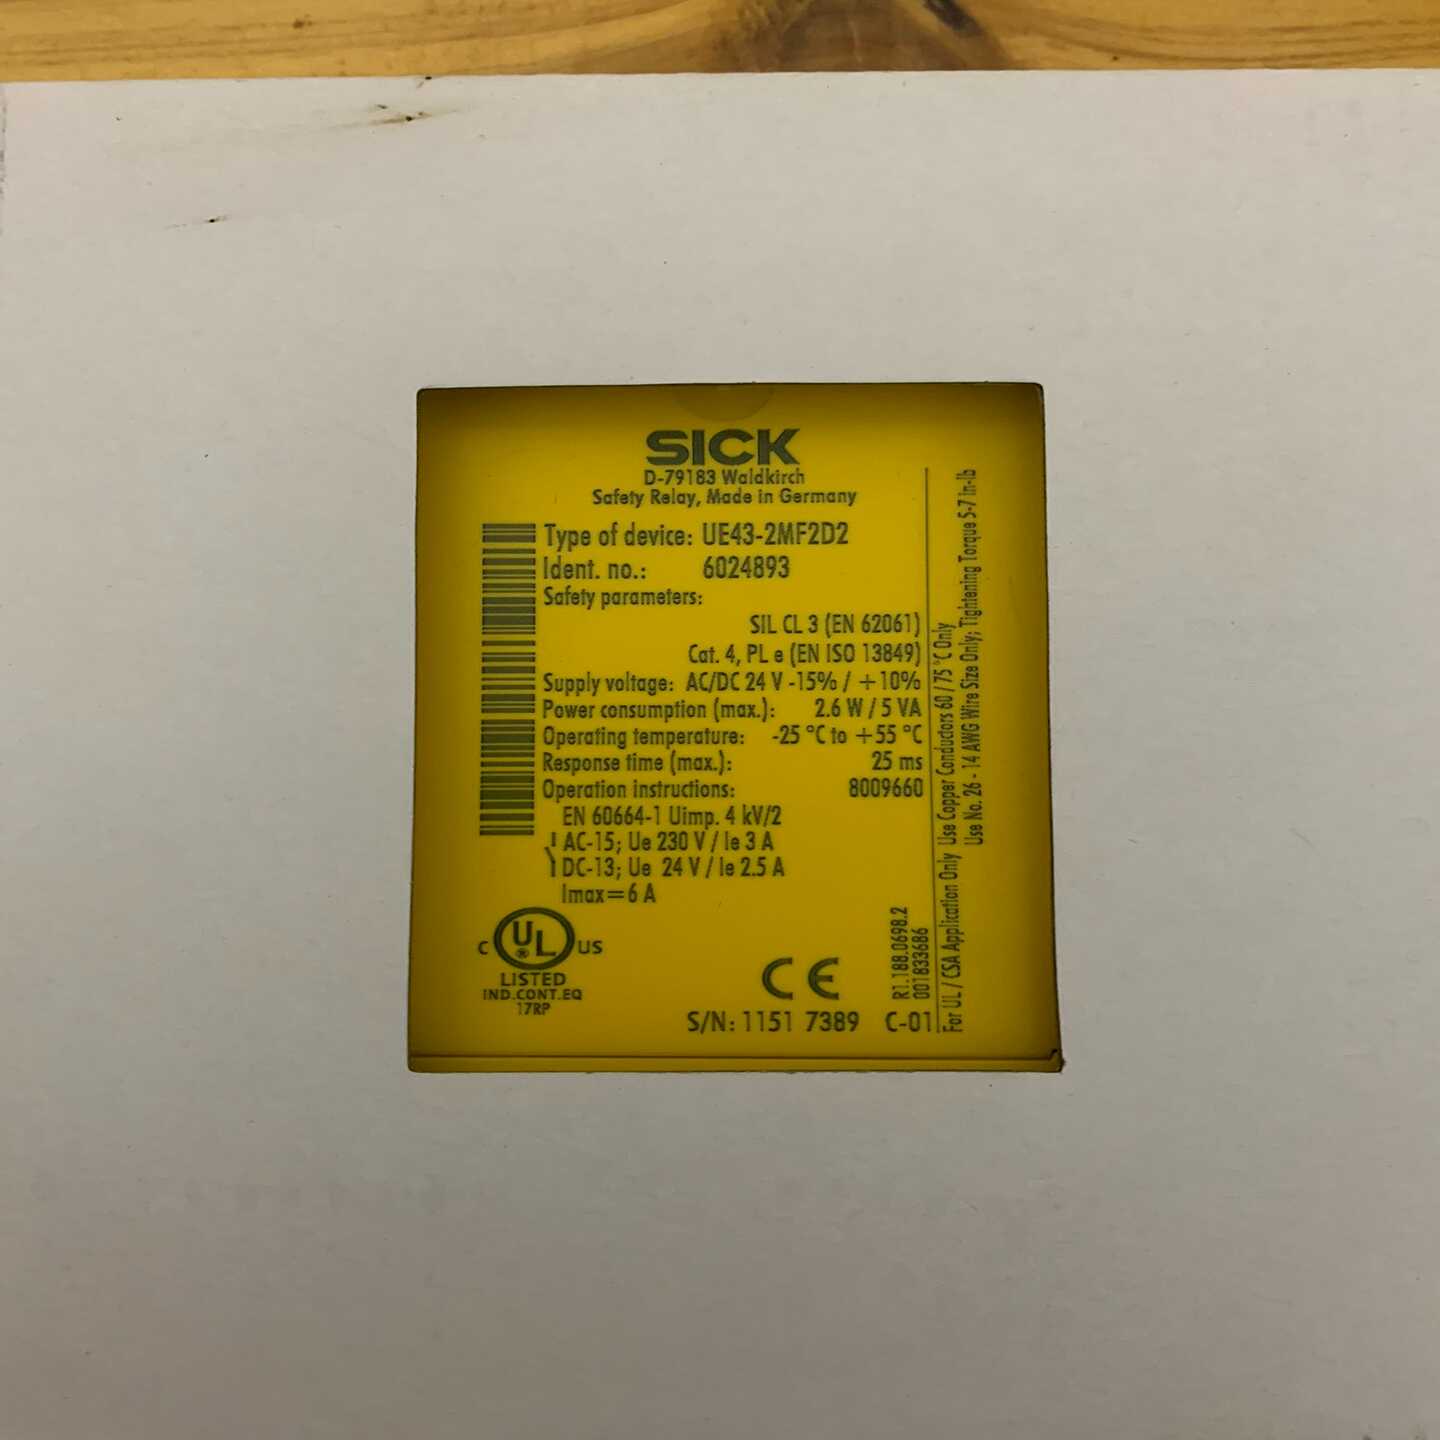 SICK
D-79183 Waldkirch
Safety Relay, Made in Germany
Type of device: UE43-2MF2D2
Ident. no.: 6024893
Safety parameters:
SIL CL 3 (EN 62061)
Cat. 4, PL e (EN ISO 13849)
Supply voltage: AC/DC 24 V -15% / +10%
Power consumption (max.): 2.6 W / 5 VA
Operating temperature: -25 °C to +55 °C
Response time (max.): 25 ms
Operation instructions: 8009660
EN 60664-1 Uimp. 4 kV/2
AC-15; Ue 230 V / Ie 3 A
DC-13; Ue 24 V / Ie 2.5 A
Imax=6 A
C UL ® US
LISTED
IND.CONT.EQ
17RP
CE
S/N: 1151 7389 C-01
R1.188.0698.2
001833686
For UL / CSA Application Only Use Copper Conductors 60 / 75 °C Only
Use No. 26 - 14 AWG Wire Size Only; Tightening Torque 5-7 in-lb